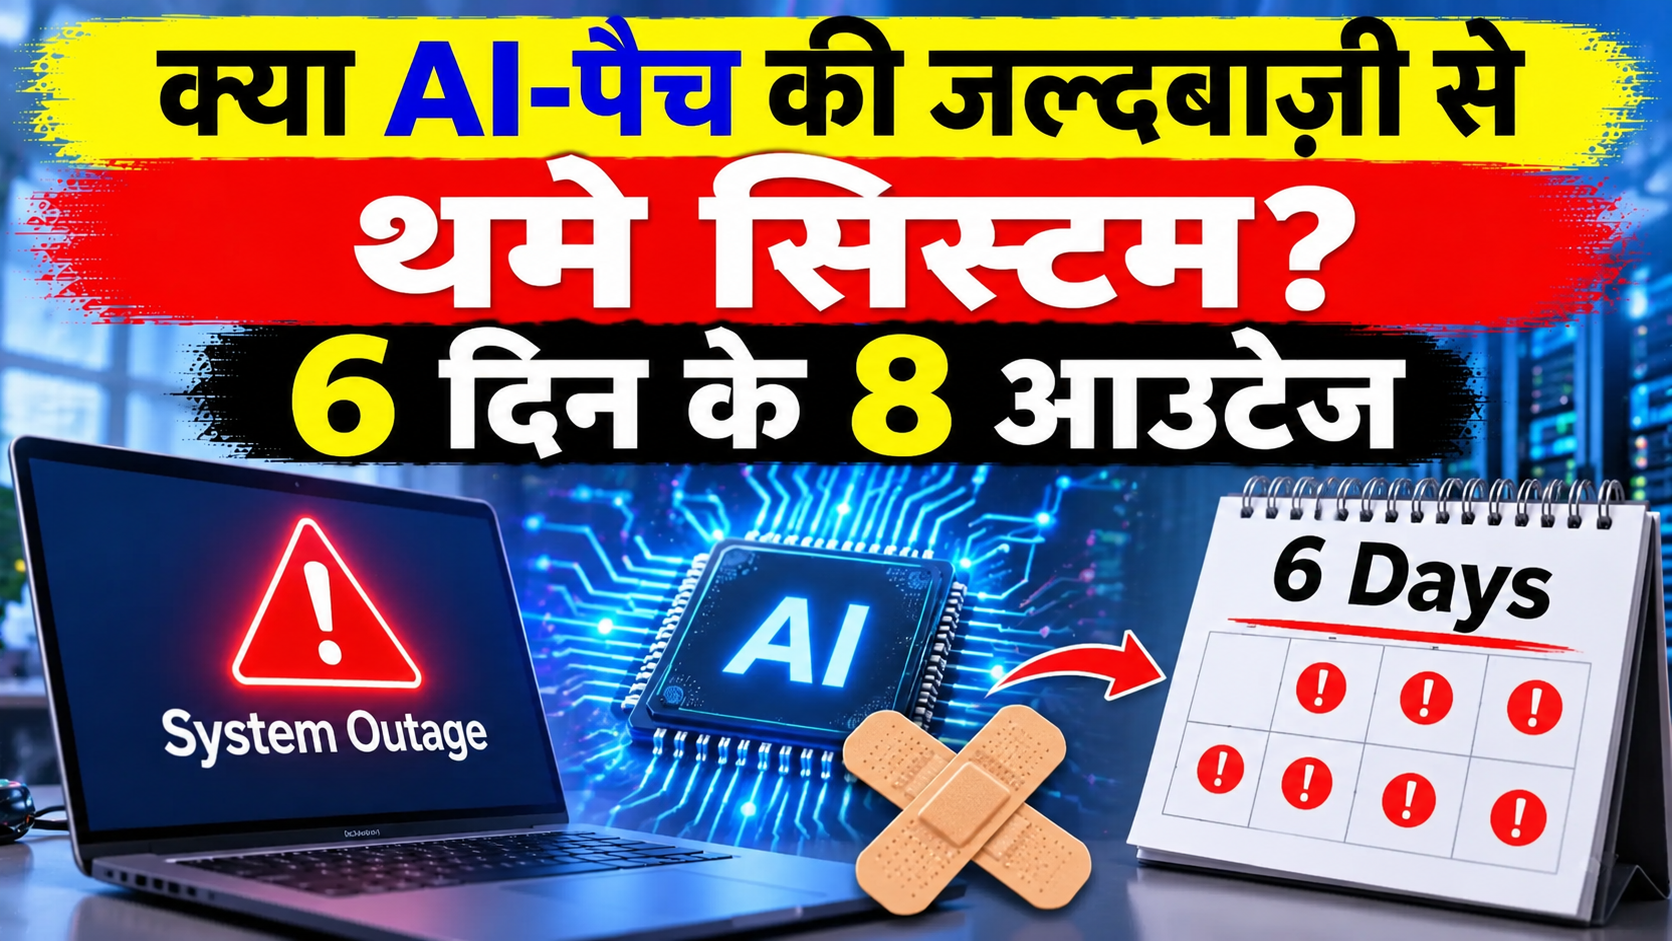 क्या AI-पैच की जल्दबाज़ी से
थमे सिस्टम?
6 दिन के 8 आउटेज
System Outage
AI
6 Days